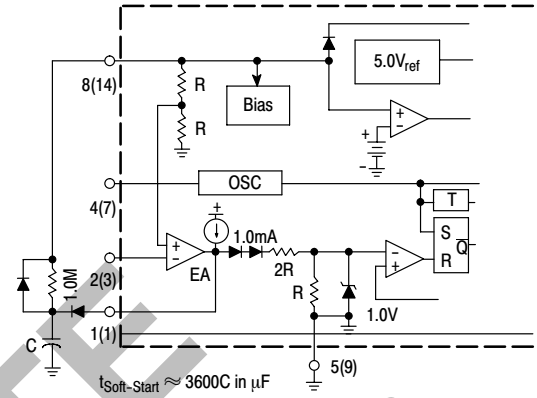 8(14)
R
Bias
5.0Vref
+
-
R
+
-
4(7)
OSC
T
+
1.0mA
S
Q
R
2(3)
+
-
EA
2R
-
+
1.0M
R
1.0V
1(1)
C
5(9)
tSoft-Start ≈ 3600C in µF